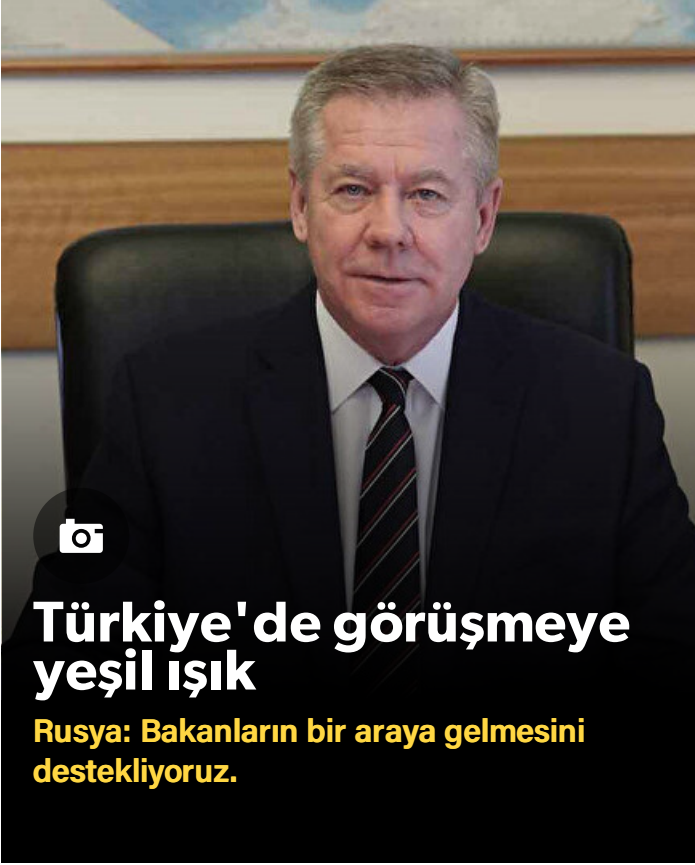 Türkiye'de görüşmeye
yeşil ışık
Rusya: Bakanların bir araya gelmesini
destekliyoruz.